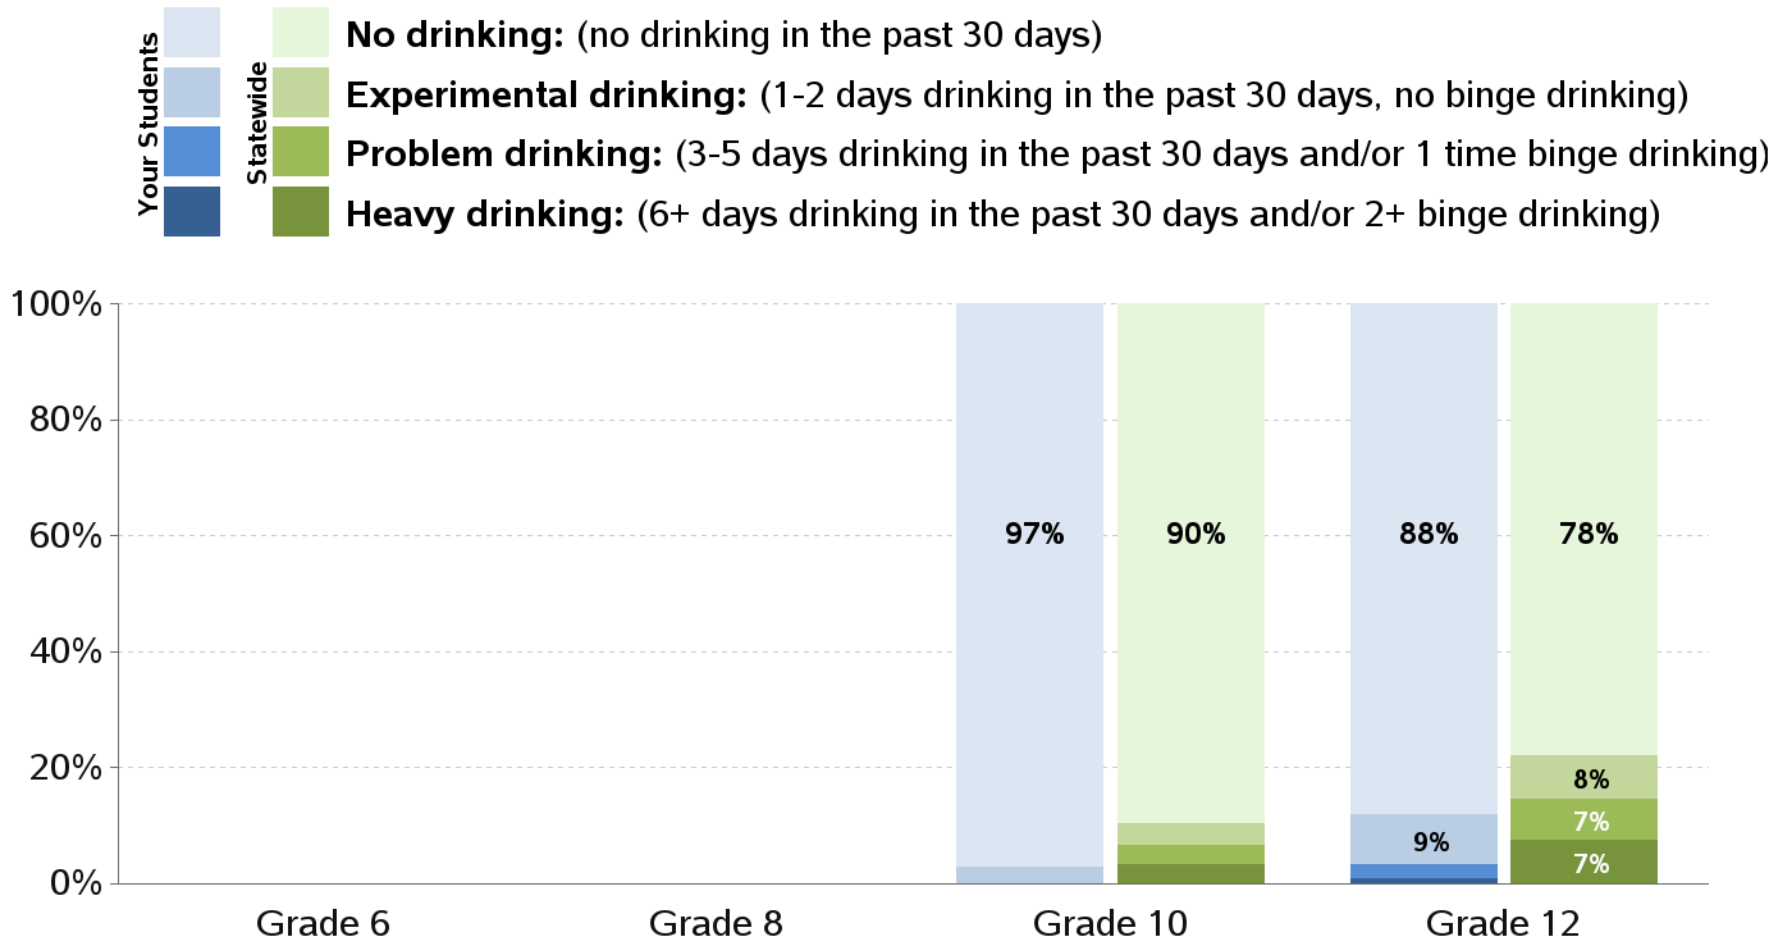 Your Students
Statewide
No drinking: (no drinking in the past 30 days)
Experimental drinking: (1-2 days drinking in the past 30 days, no binge drinking)
Problem drinking: (3-5 days drinking in the past 30 days and/or 1 time binge drinking)
Heavy drinking: (6+ days drinking in the past 30 days and/or 2+ binge drinking)
100%
80%
60%
40%
20%
0%
97%
90%
88%
78%
9%
8%
7%
7%
Grade 6
Grade 8
Grade 10
Grade 12